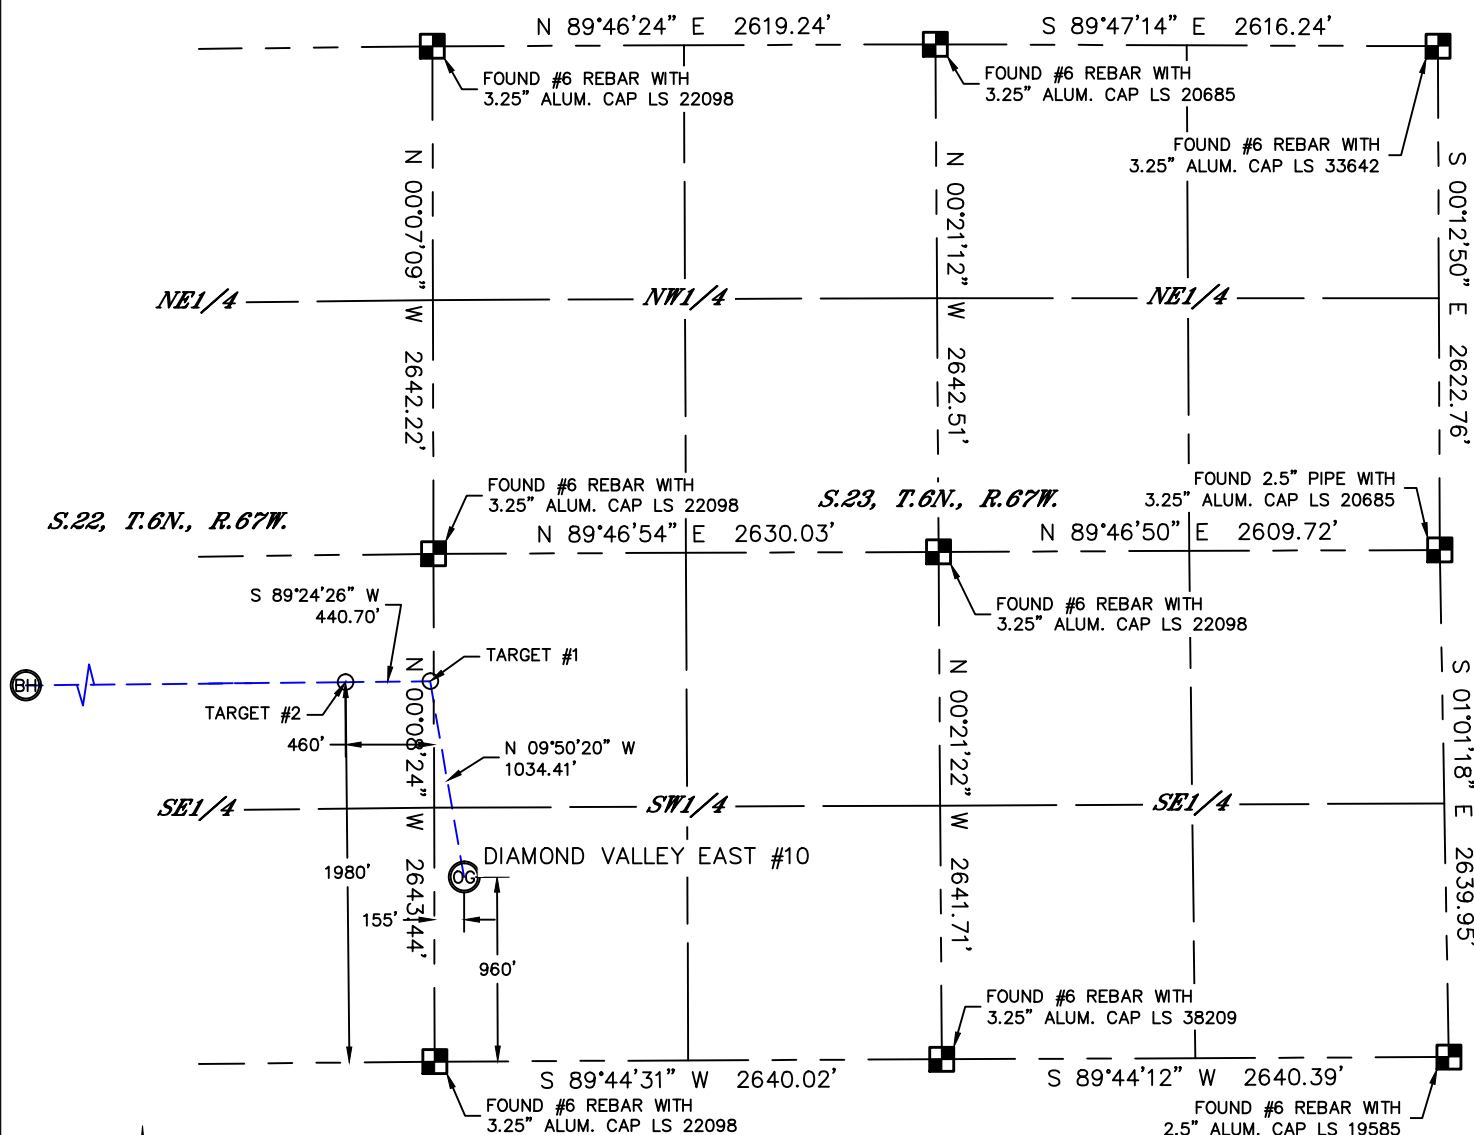 N 89°46'24" E 2619.24'
S 89°47'14" E 2616.24'
FOUND #6 REBAR WITH
3.25" ALUM. CAP LS 22098
FOUND #6 REBAR WITH
3.25" ALUM. CAP LS 20685
FOUND #6 REBAR WITH
3.25" ALUM. CAP LS 33642
N 00°07'09" W 2642.22'
N 00°21'12" W 2642.51'
S 00°12'50" E 2622.76'
NE1/4
NW1/4
NE1/4
FOUND #6 REBAR WITH
3.25" ALUM. CAP LS 22098
S.22, T.6N., R.67W.
S.23, T.6N., R.67W.
FOUND 2.5" PIPE WITH
3.25" ALUM. CAP LS 20685
N 89°46'54" E 2630.03'
N 89°46'50" E 2609.72'
S 89°24'26" W
440.70'
FOUND #6 REBAR WITH
3.25" ALUM. CAP LS 22098
TARGET #1
BH
TARGET #2
460'
N 00°08'24" W 2643.44'
N 09°50'20" W
1034.41'
N 00°21'22" W 2641.71'
S 01°01'18" E 2639.95'
SE1/4
SW1/4
SE1/4
DIAMOND VALLEY EAST #10
OG
1980'
155'
960'
FOUND #6 REBAR WITH
3.25" ALUM. CAP LS 38209
S 89°44'31" W 2640.02'
S 89°44'12" W 2640.39'
FOUND #6 REBAR WITH
3.25" ALUM. CAP LS 22098
FOUND #6 REBAR WITH
2.5" ALUM. CAP LS 19585